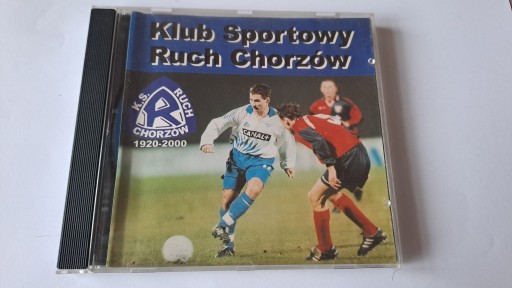 Klub Sportowy
Ruch Chorzów
K.S. RUCH
R
CHORZÓW
1920-2000
CANAL+